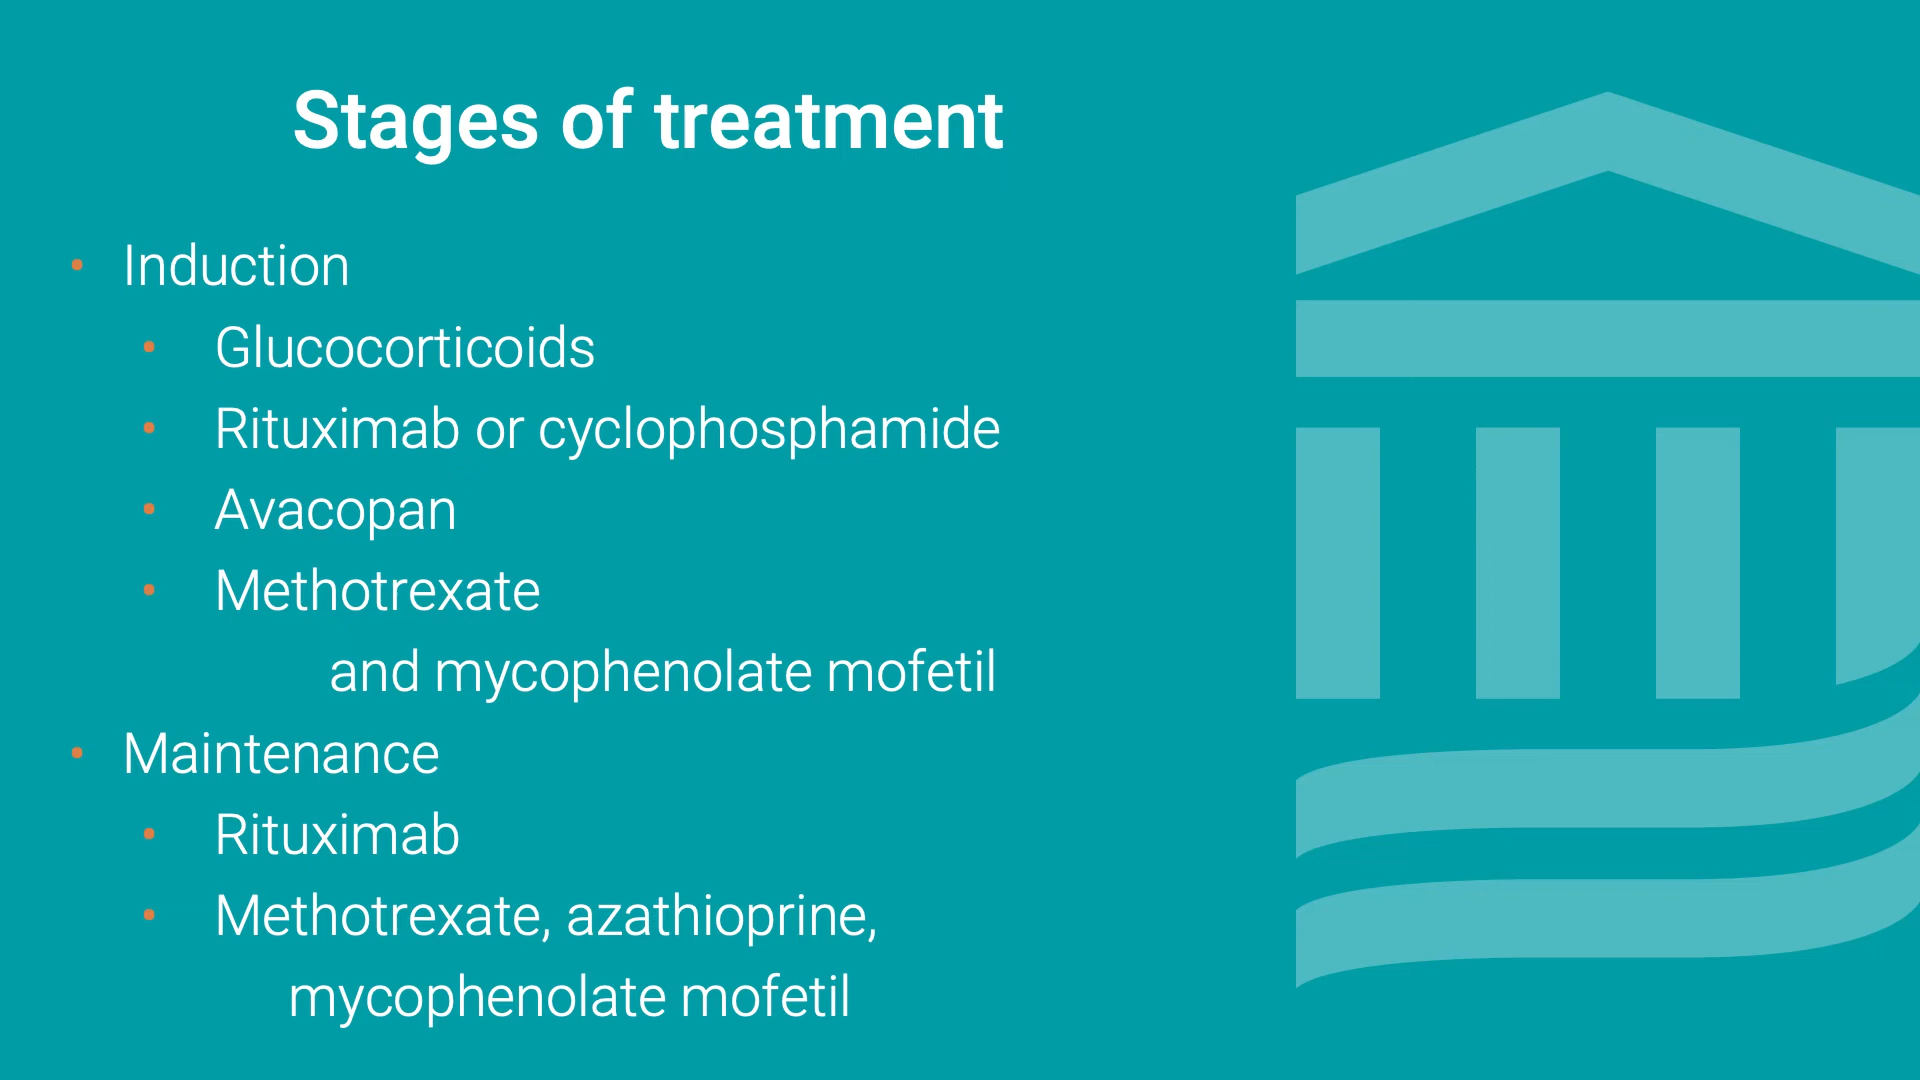 Stages of treatment
• Induction
• Glucocorticoids
• Rituximab or cyclophosphamide
• Avacopan
• Methotrexate
and mycophenolate mofetil
• Maintenance
• Rituximab
• Methotrexate, azathioprine,
mycophenolate mofetil